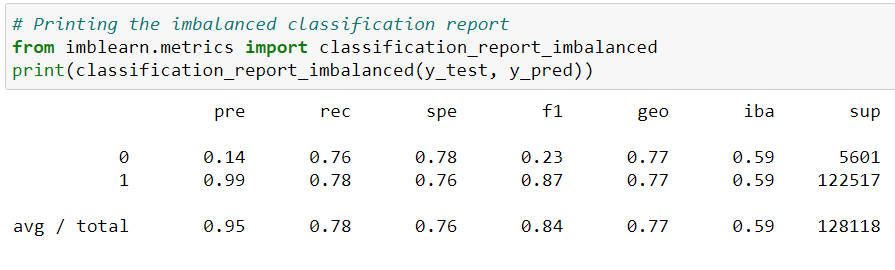 # Printing the imbalanced classification report
from imblearn.metrics import classification_report_imbalanced
print(classification_report_imbalanced(y_test, y_pred))
pre rec spe f1 geo iba sup
0 0.14 0.76 0.78 0.23 0.77 0.59 5601
1 0.99 0.78 0.76 0.87 0.77 0.59 122517
avg / total 0.95 0.78 0.76 0.84 0.77 0.59 128118